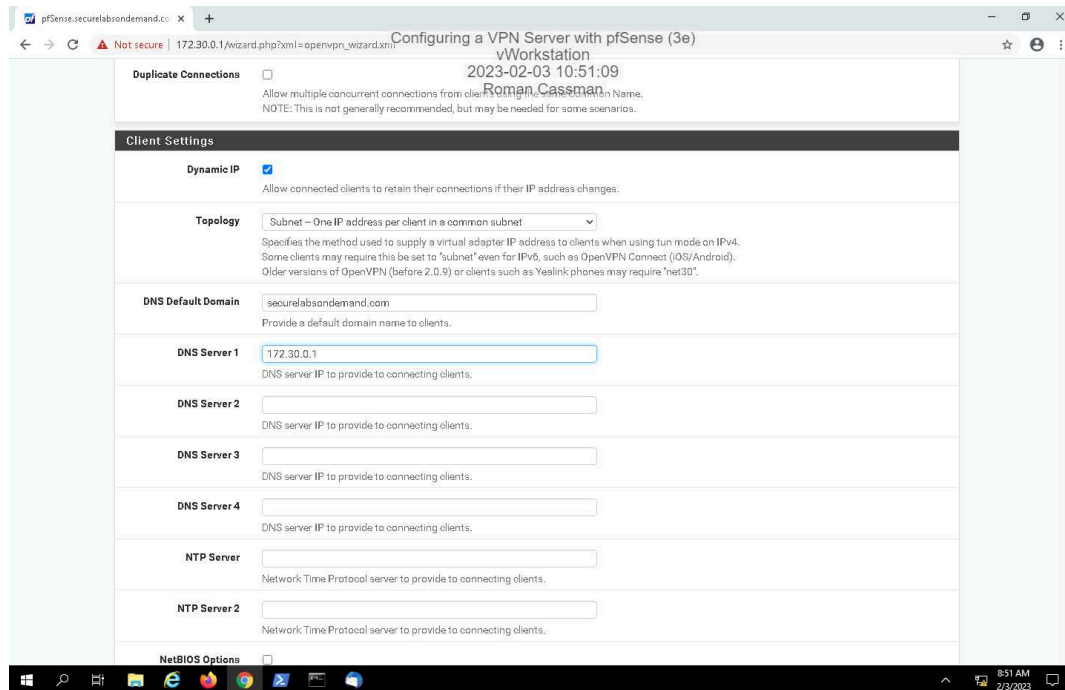 pfSense.securelabsondemand.co
Not secure 172.30.0.1/wizard.php?xml=openvpn_wizard.xml
Configuring a VPN Server with pfSense (3e)
vWorkstation
2023-02-03 10:51:09
Roman Cassman
Duplicate Connections
Allow multiple concurrent connections from clients using the same Common Name.
NOTE: This is not generally recommended, but may be needed for some scenarios.
Client Settings
Dynamic IP
Allow connected clients to retain their connections if their IP address changes.
Topology
Subnet – One IP address per client in a common subnet
Specifies the method used to supply a virtual adapter IP address to clients when using tun mode on IPv4.
Some clients may require this be set to "subnet" even for IPv6, such as OpenVPN Connect (iOS/Android).
Older versions of OpenVPN (before 2.0.9) or clients such as Yealink phones may require "net30".
DNS Default Domain
securelabsondemand.com
Provide a default domain name to clients.
DNS Server 1
172.30.0.1
DNS server IP to provide to connecting clients.
DNS Server 2
DNS server IP to provide to connecting clients.
DNS Server 3
DNS server IP to provide to connecting clients.
DNS Server 4
DNS server IP to provide to connecting clients.
NTP Server
Network Time Protocol server to provide to connecting clients.
NTP Server 2
Network Time Protocol server to provide to connecting clients.
NetBIOS Options
8:51 AM
2/3/2023